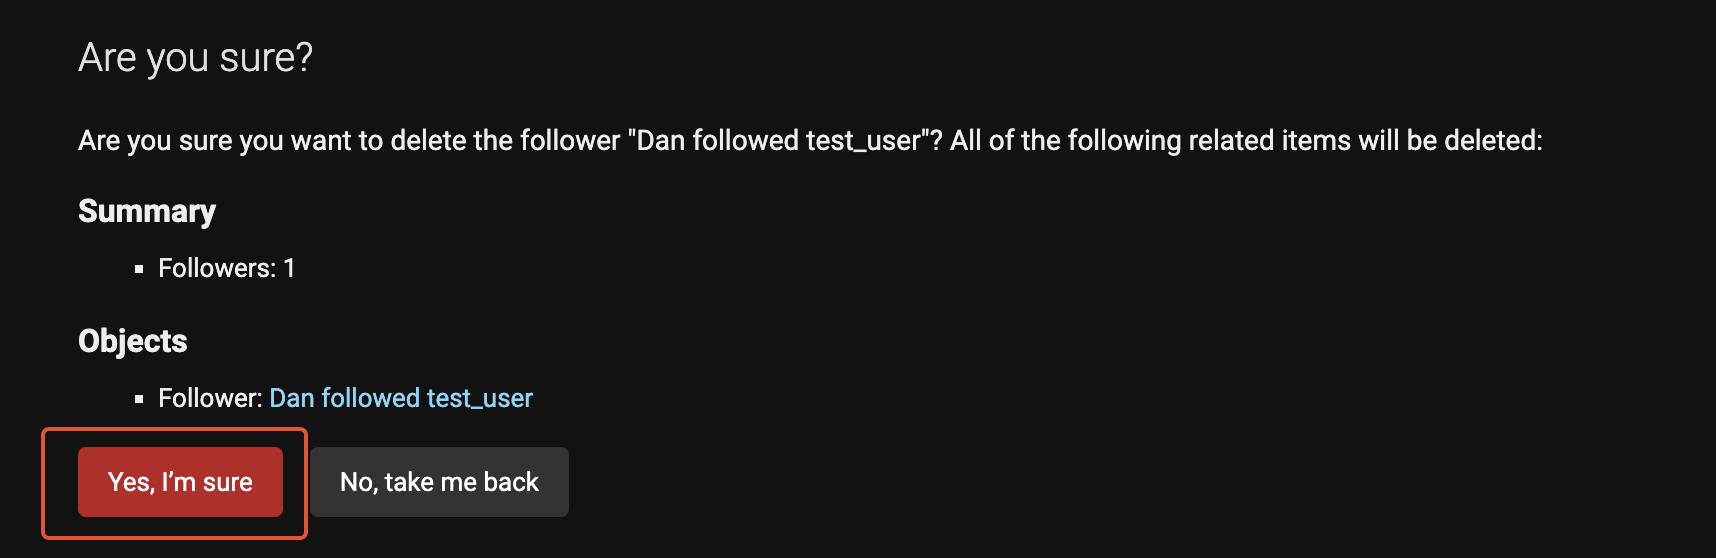 Are you sure?
Are you sure you want to delete the follower "Dan followed test_user"? All of the following related items will be deleted:
Summary
Followers: 1
Objects
Follower: Dan followed test_user
Yes, I’m sure
No, take me back